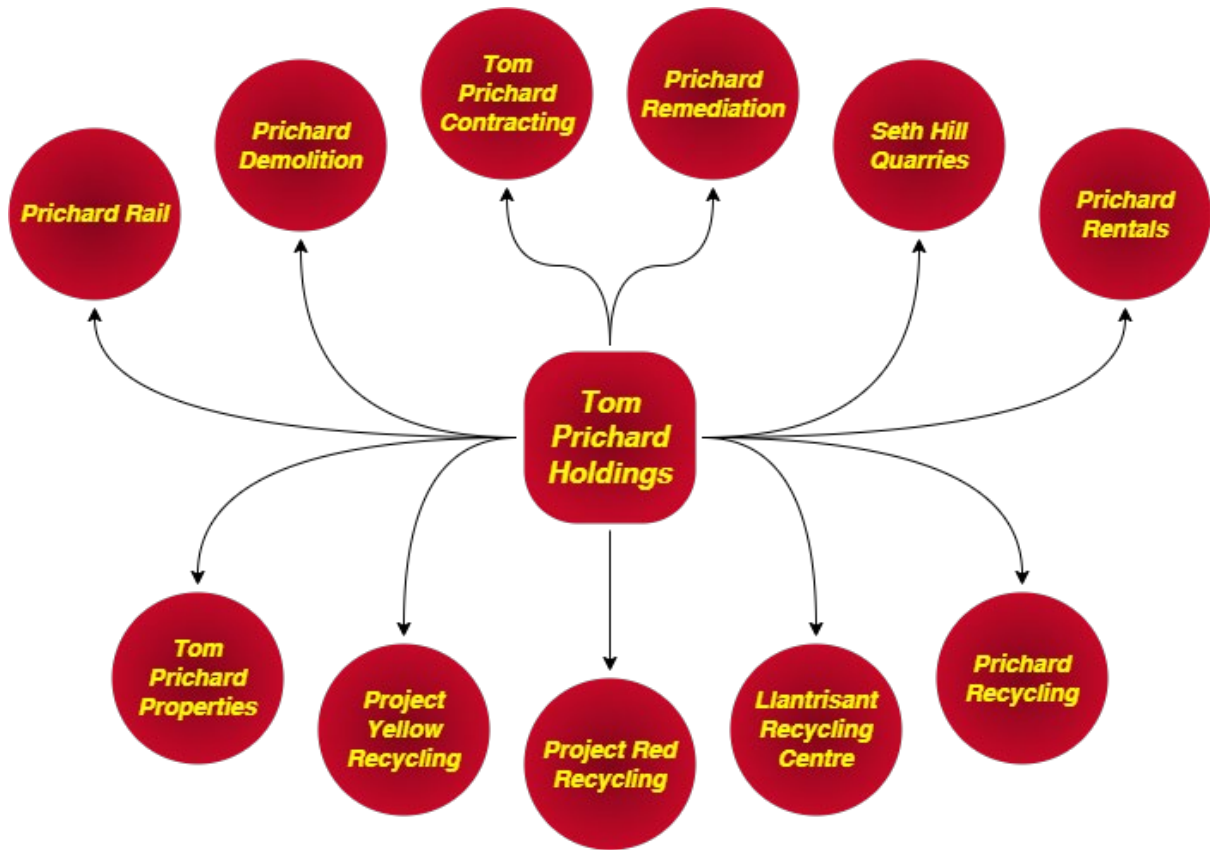 Tom
Prichard
Contracting
Prichard
Remediation
Prichard
Demolition
Seth Hill
Quarries
Prichard Rail
Prichard
Rentals
Tom
Prichard
Holdings
Tom
Prichard
Properties
Project
Yellow
Recycling
Project Red
Recycling
Llantrisant
Recycling
Centre
Prichard
Recycling